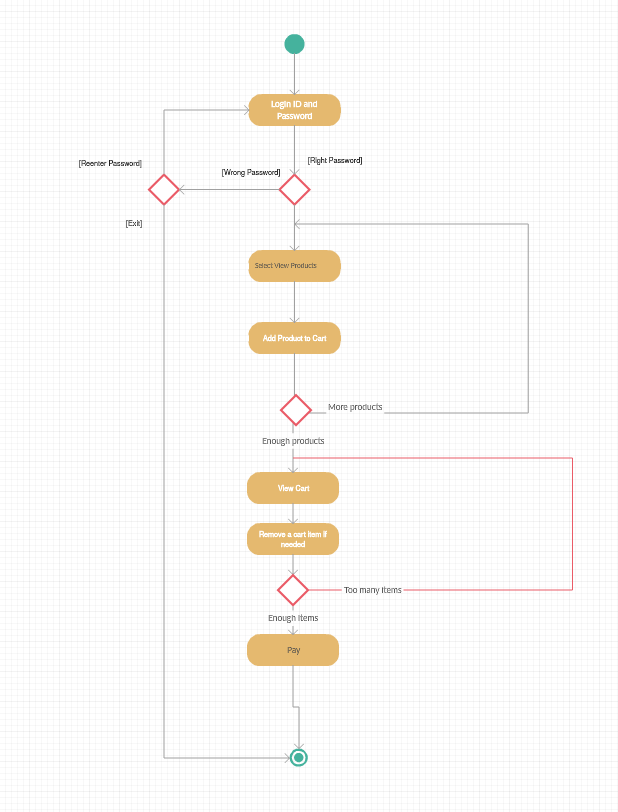 Login ID and
Password
[Reenter Password]
[Wrong Password]
[Right Password]
[Exit]
Select View Products
Add Product to Cart
More products
Enough products
View Cart
Remove a cart item if
needed
Too many items
Enough items
Pay